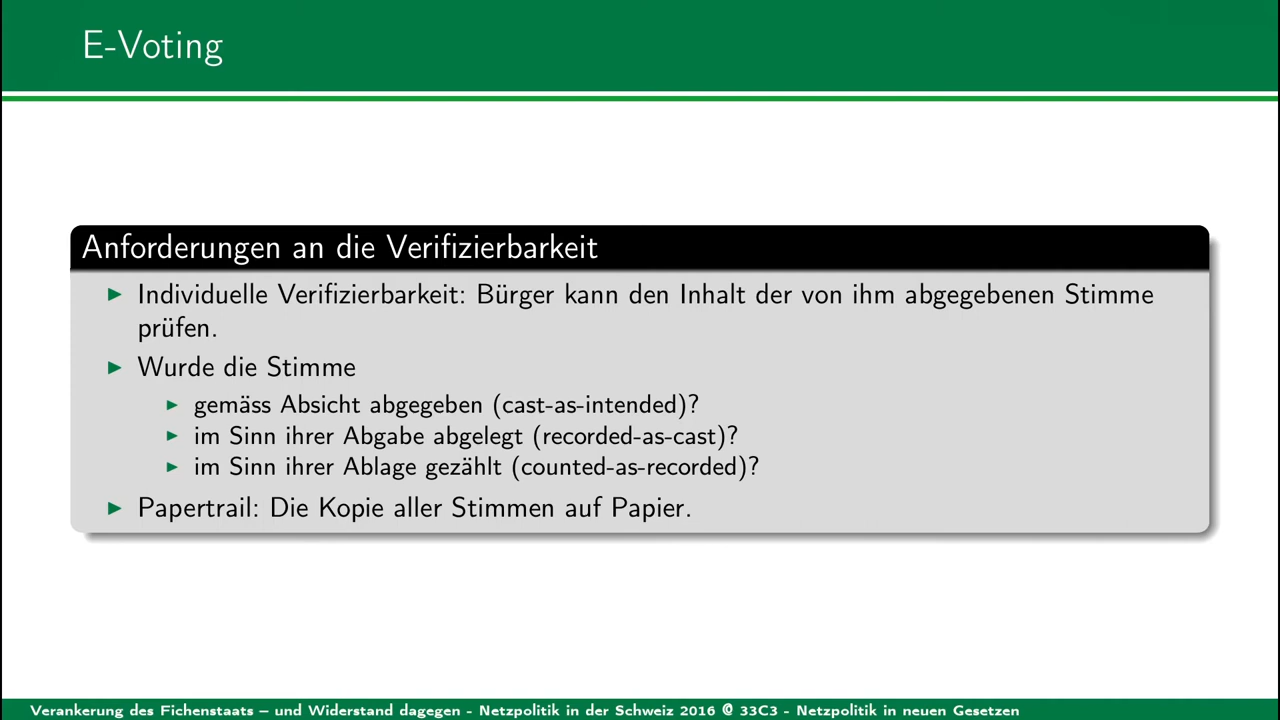 E-Voting
Anforderungen an die Verifizierbarkeit
Individuelle Verifizierbarkeit: Bürger kann den Inhalt der von ihm abgegebenen Stimme
prüfen.
Wurde die Stimme
gemäss Absicht abgegeben (cast-as-intended)?
im Sinn ihrer Abgabe abgelegt (recorded-as-cast)?
im Sinn ihrer Ablage gezählt (counted-as-recorded)?
Papertrail: Die Kopie aller Stimmen auf Papier.
Verankerung des Fichenstaats – und Widerstand dagegen - Netzpolitik in der Schweiz 2016 @ 33C3 - Netzpolitik in neuen Gesetzen